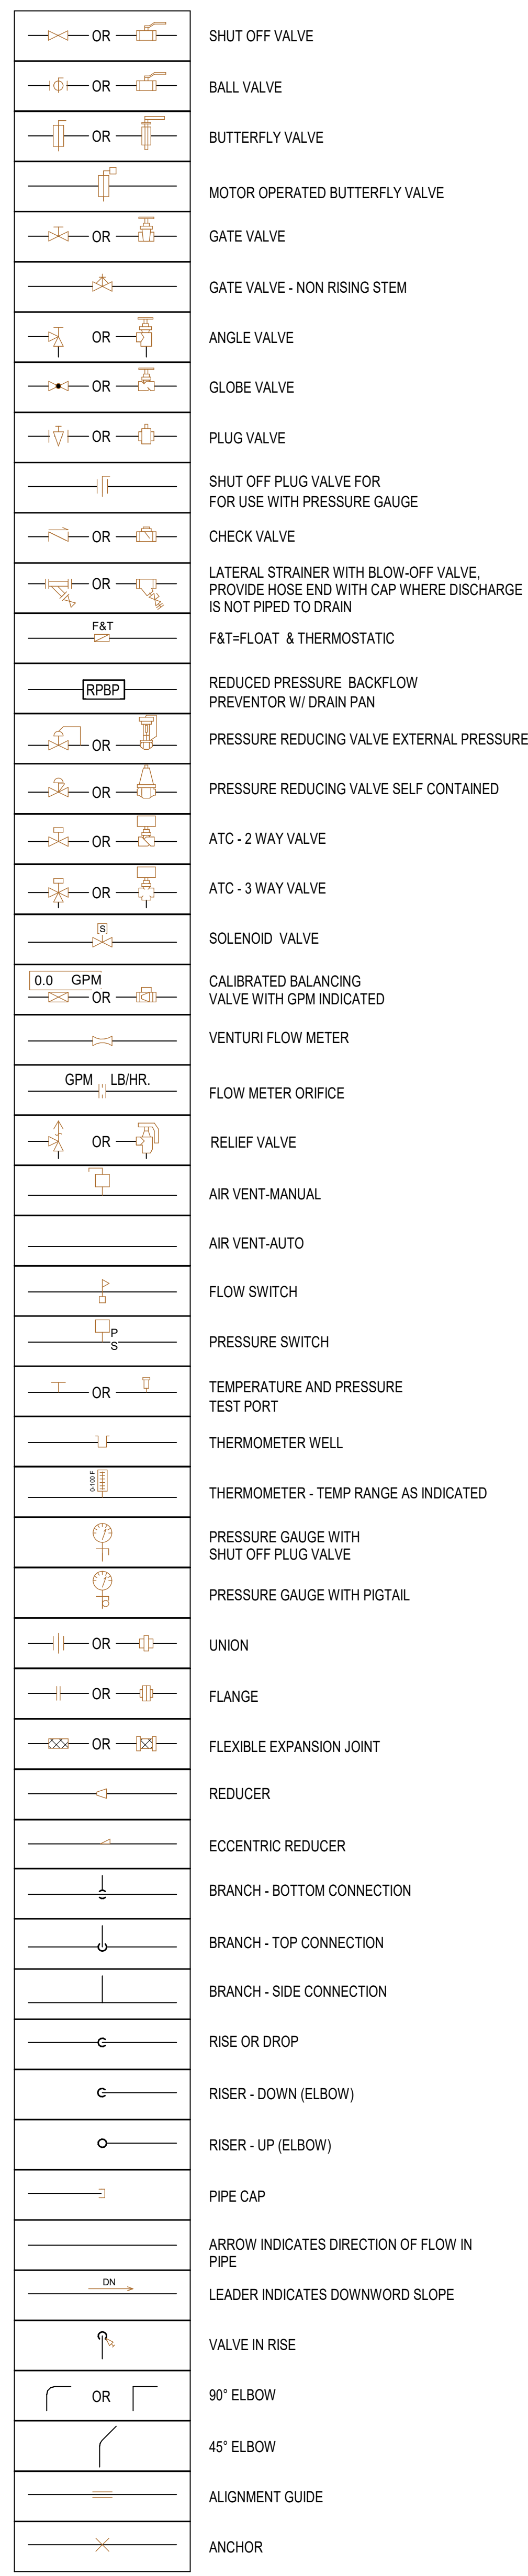 OR SHUT OFF VALVE
OR BALL VALVE
OR BUTTERFLY VALVE
MOTOR OPERATED BUTTERFLY VALVE
OR GATE VALVE
GATE VALVE - NON RISING STEM
OR ANGLE VALVE
OR GLOBE VALVE
OR PLUG VALVE
SHUT OFF PLUG VALVE FOR
FOR USE WITH PRESSURE GAUGE
OR CHECK VALVE
OR LATERAL STRAINER WITH BLOW-OFF VALVE,
PROVIDE HOSE END WITH CAP WHERE DISCHARGE
IS NOT PIPED TO DRAIN
F&T
F&T=FLOAT & THERMOSTATIC
RPBP
REDUCED PRESSURE BACKFLOW
PREVENTOR W/ DRAIN PAN
OR PRESSURE REDUCING VALVE EXTERNAL PRESSURE
OR PRESSURE REDUCING VALVE SELF CONTAINED
OR ATC - 2 WAY VALVE
OR ATC - 3 WAY VALVE
S
SOLENOID VALVE
0.0 GPM
OR
CALIBRATED BALANCING
VALVE WITH GPM INDICATED
VENTURI FLOW METER
GPM LB/HR.
FLOW METER ORIFICE
OR RELIEF VALVE
AIR VENT-MANUAL
AIR VENT-AUTO
FLOW SWITCH
P
S
PRESSURE SWITCH
OR
TEMPERATURE AND PRESSURE
TEST PORT
THERMOMETER WELL
0-100 F
THERMOMETER - TEMP RANGE AS INDICATED
PRESSURE GAUGE WITH
SHUT OFF PLUG VALVE
PRESSURE GAUGE WITH PIGTAIL
OR UNION
OR FLANGE
OR FLEXIBLE EXPANSION JOINT
REDUCER
ECCENTRIC REDUCER
BRANCH - BOTTOM CONNECTION
BRANCH - TOP CONNECTION
BRANCH - SIDE CONNECTION
RISE OR DROP
RISER - DOWN (ELBOW)
RISER - UP (ELBOW)
PIPE CAP
ARROW INDICATES DIRECTION OF FLOW IN
PIPE
DN
LEADER INDICATES DOWNWORD SLOPE
VALVE IN RISE
OR 90° ELBOW
45° ELBOW
ALIGNMENT GUIDE
ANCHOR